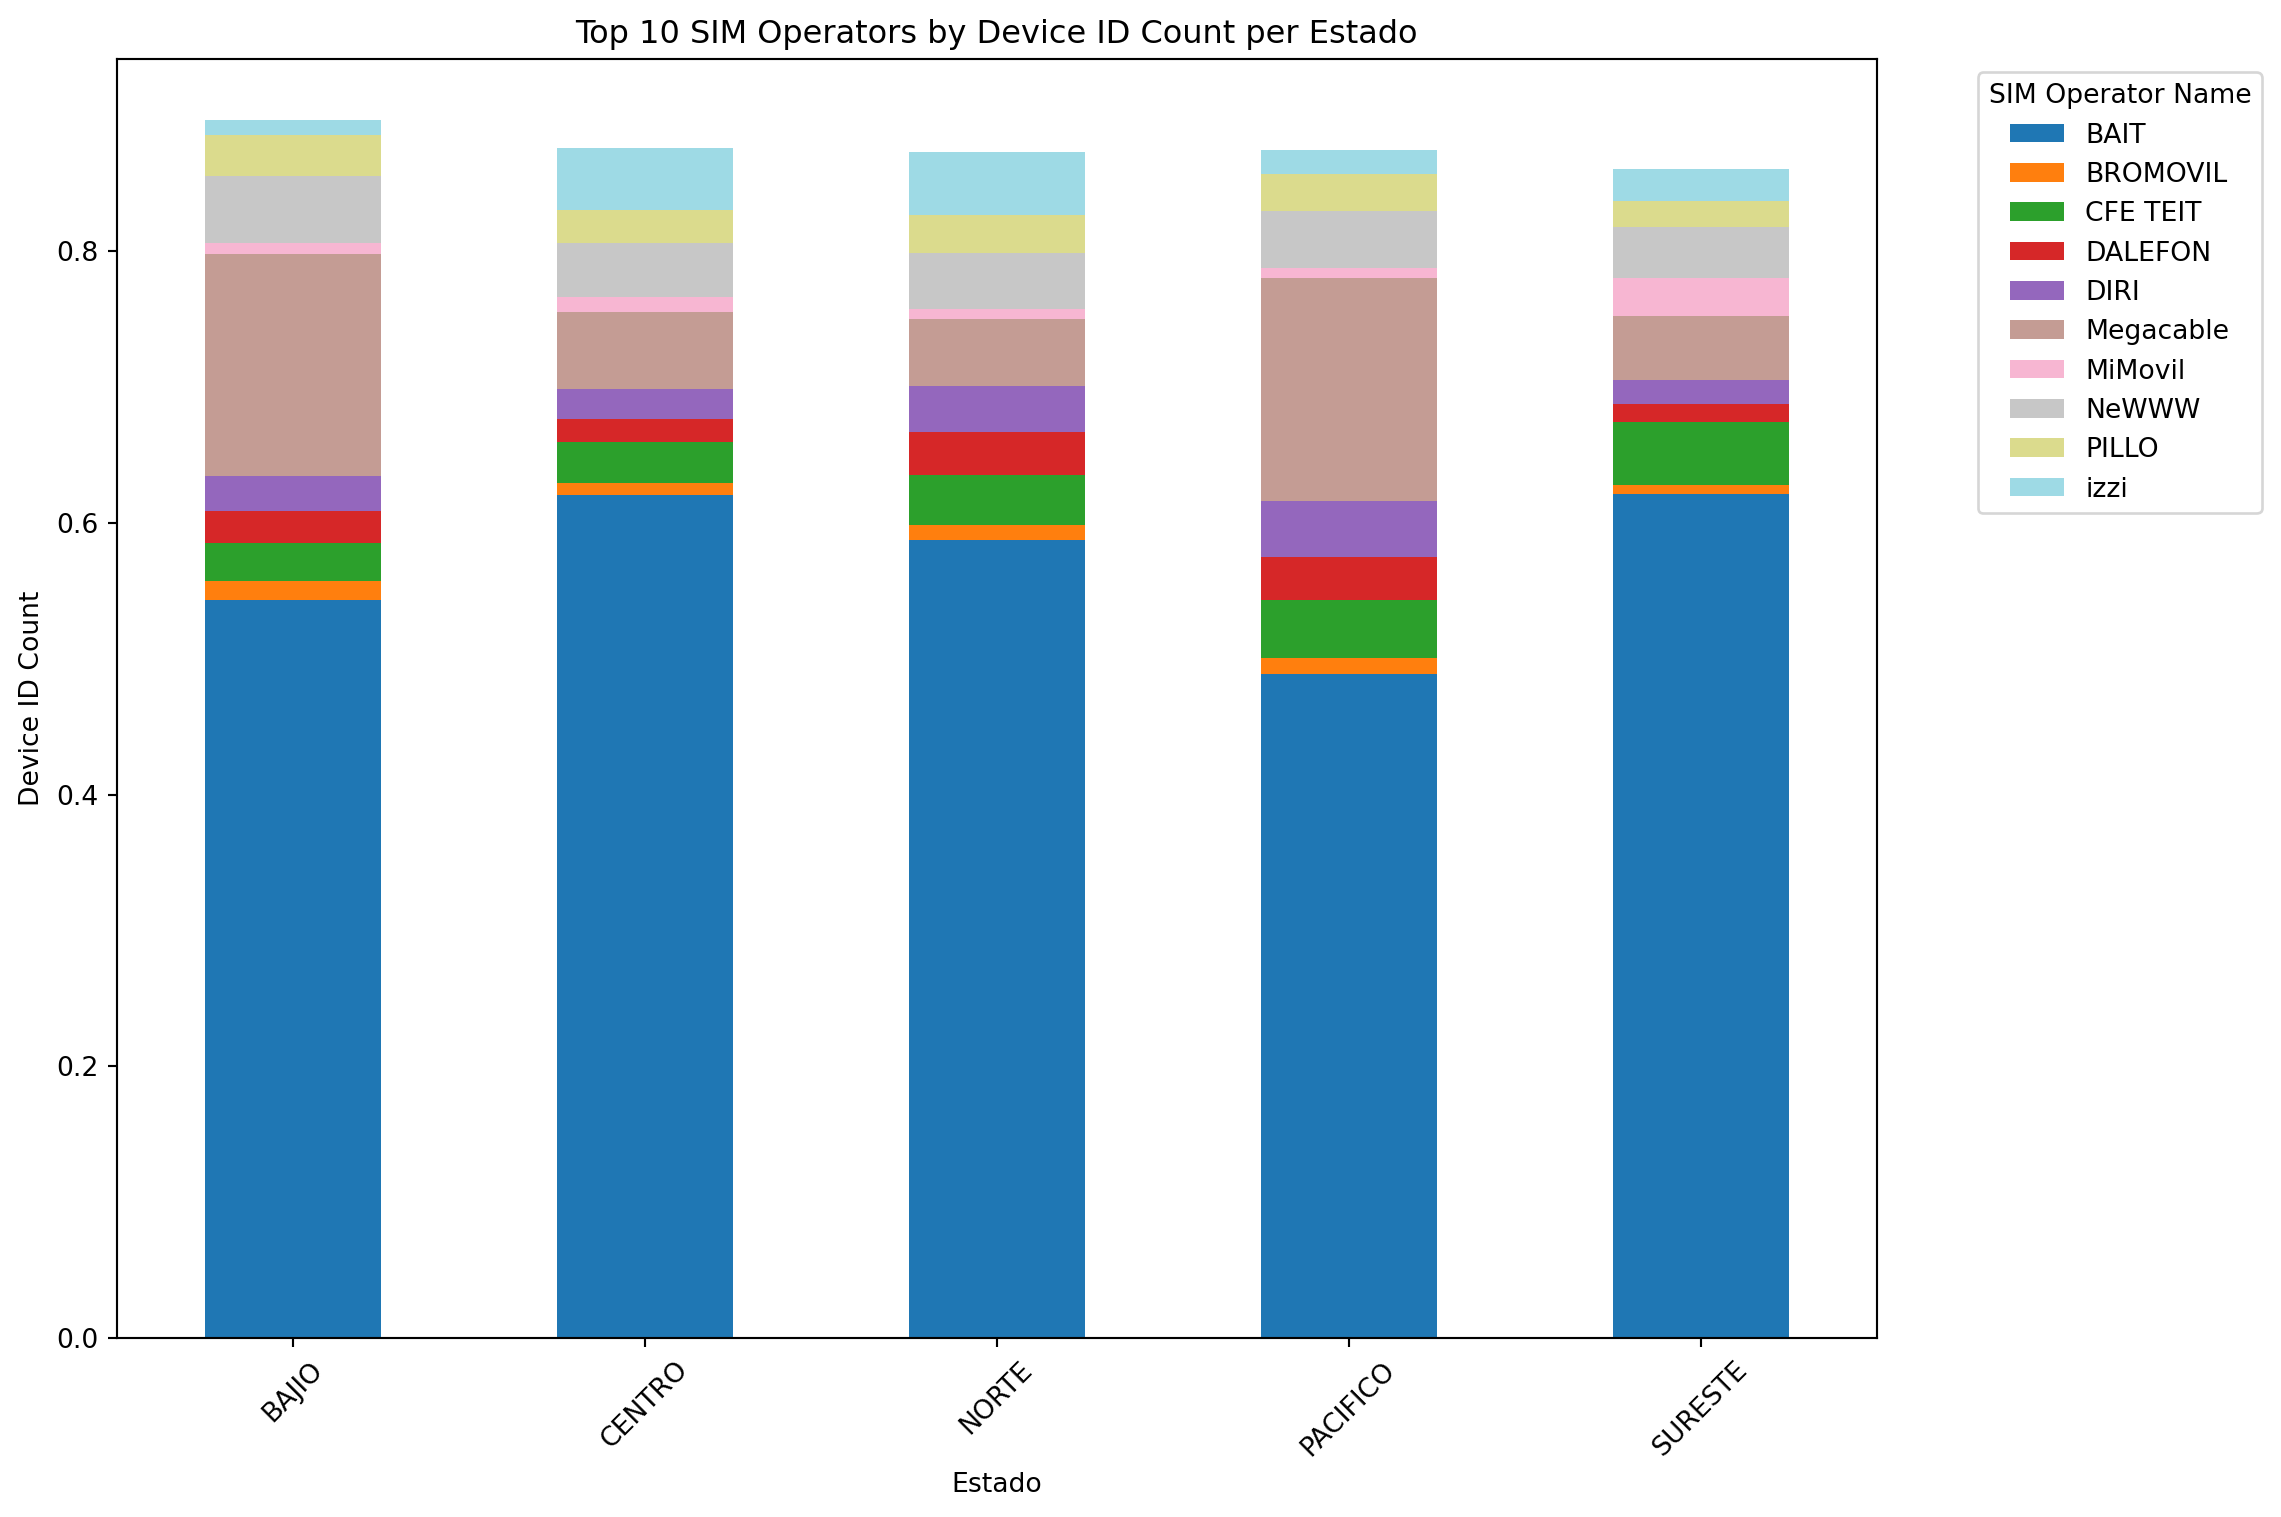 Top 10 SIM Operators by Device ID Count per Estado
SIM Operator Name
BAIT
BROMOVIL
CFE TEIT
DALEFON
DIRI
Megacable
MiMovil
NeWWW
PILLO
izzi
Device ID Count
0.8
0.6
0.4
0.2
0.0
BAJIO
CENTRO
NORTE
PACIFICO
SURESTE
Estado